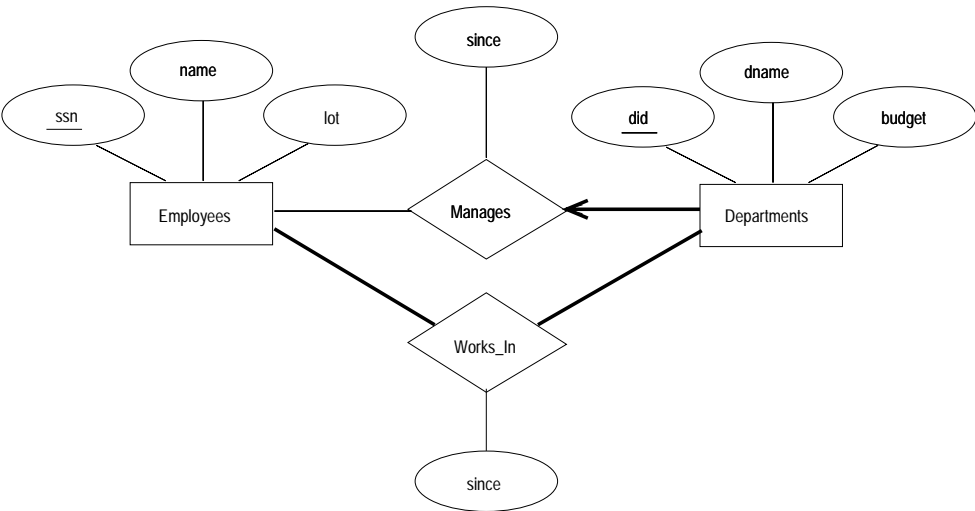 since
name
dname
ssn
lot
did
budget
Employees
Manages
Departments
Works_In
since